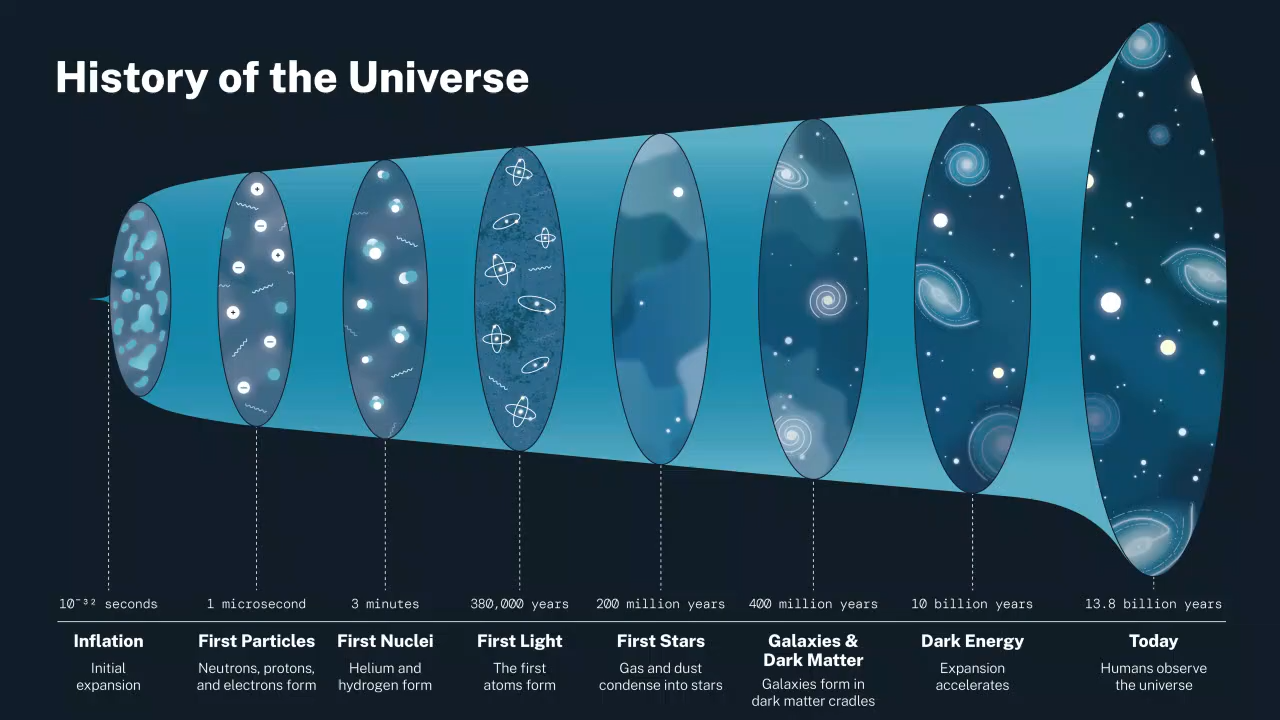 History of the Universe
10⁻³² seconds
1 microsecond
3 minutes
380,000 years
200 million years
400 million years
10 billion years
13.8 billion years
Inflation
Initial
expansion
First Particles
Neutrons, protons,
and electrons form
First Nuclei
Helium and
hydrogen form
First Light
The first
atoms form
First Stars
Gas and dust
condense into stars
Galaxies &
Dark Matter
Galaxies form in
dark matter cradles
Dark Energy
Expansion
accelerates
Today
Humans observe
the universe